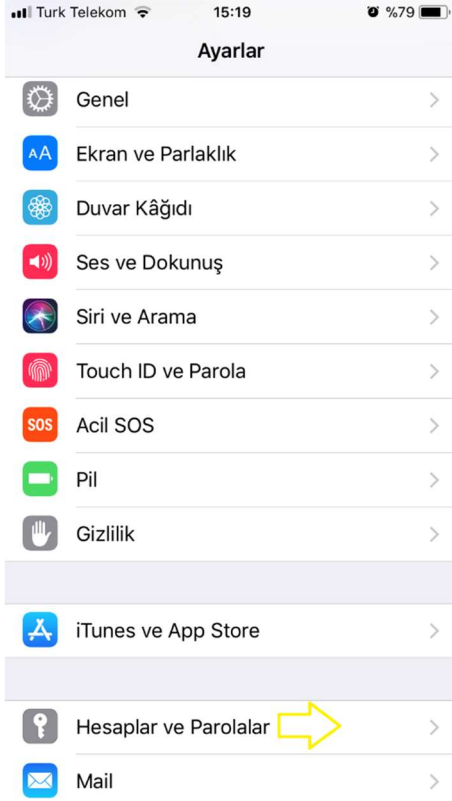 Turk Telekom 15:19 %79
Ayarlar
Genel
AA Ekran ve Parlaklık
Duvar Kâğıdı
Ses ve Dokunuş
Siri ve Arama
Touch ID ve Parola
SOS Acil SOS
Pil
Gizlilik
iTunes ve App Store
Hesaplar ve Parolalar
Mail